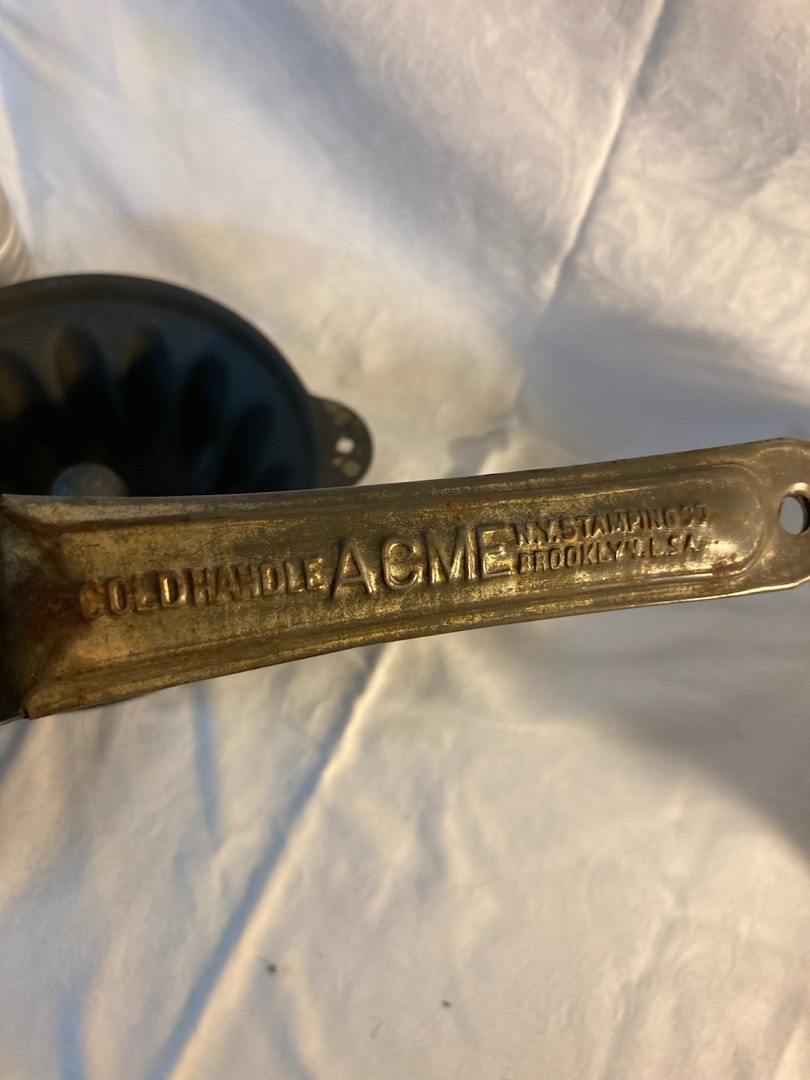 COLD HANDLE ACME N.Y. STAMPING CO
BROOKLYN. U.S.A.